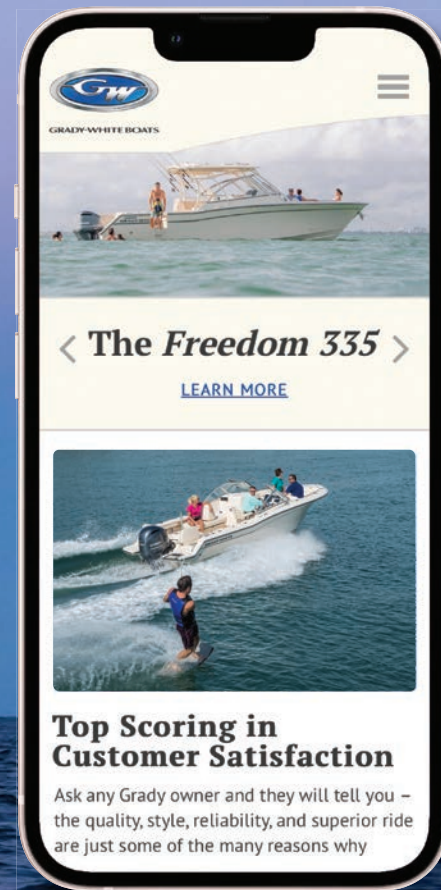 GW
GRADY-WHITE BOATS
The Freedom 335
LEARN MORE
Top Scoring in
Customer Satisfaction
Ask any Grady owner and they will tell you –
the quality, style, reliability, and superior ride
are just some of the many reasons why